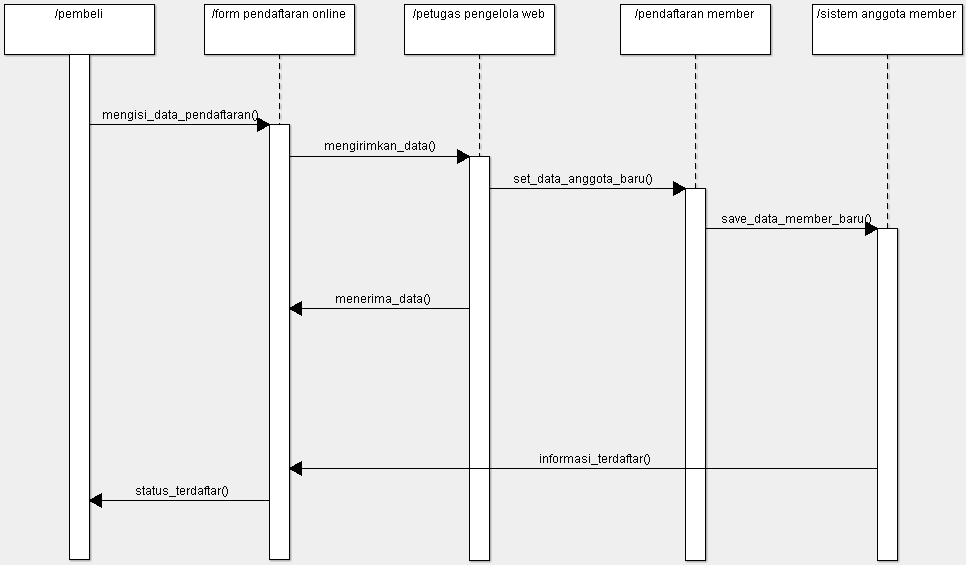 /pembeli
/form pendaftaran online
/petugas pengelola web
/pendaftaran member
/sistem anggota member
mengisi_data_pendaftaran()
mengirimkan_data()
set_data_anggota_baru()
save_data_member_baru()
menerima_data()
informasi_terdaftar()
status_terdaftar()